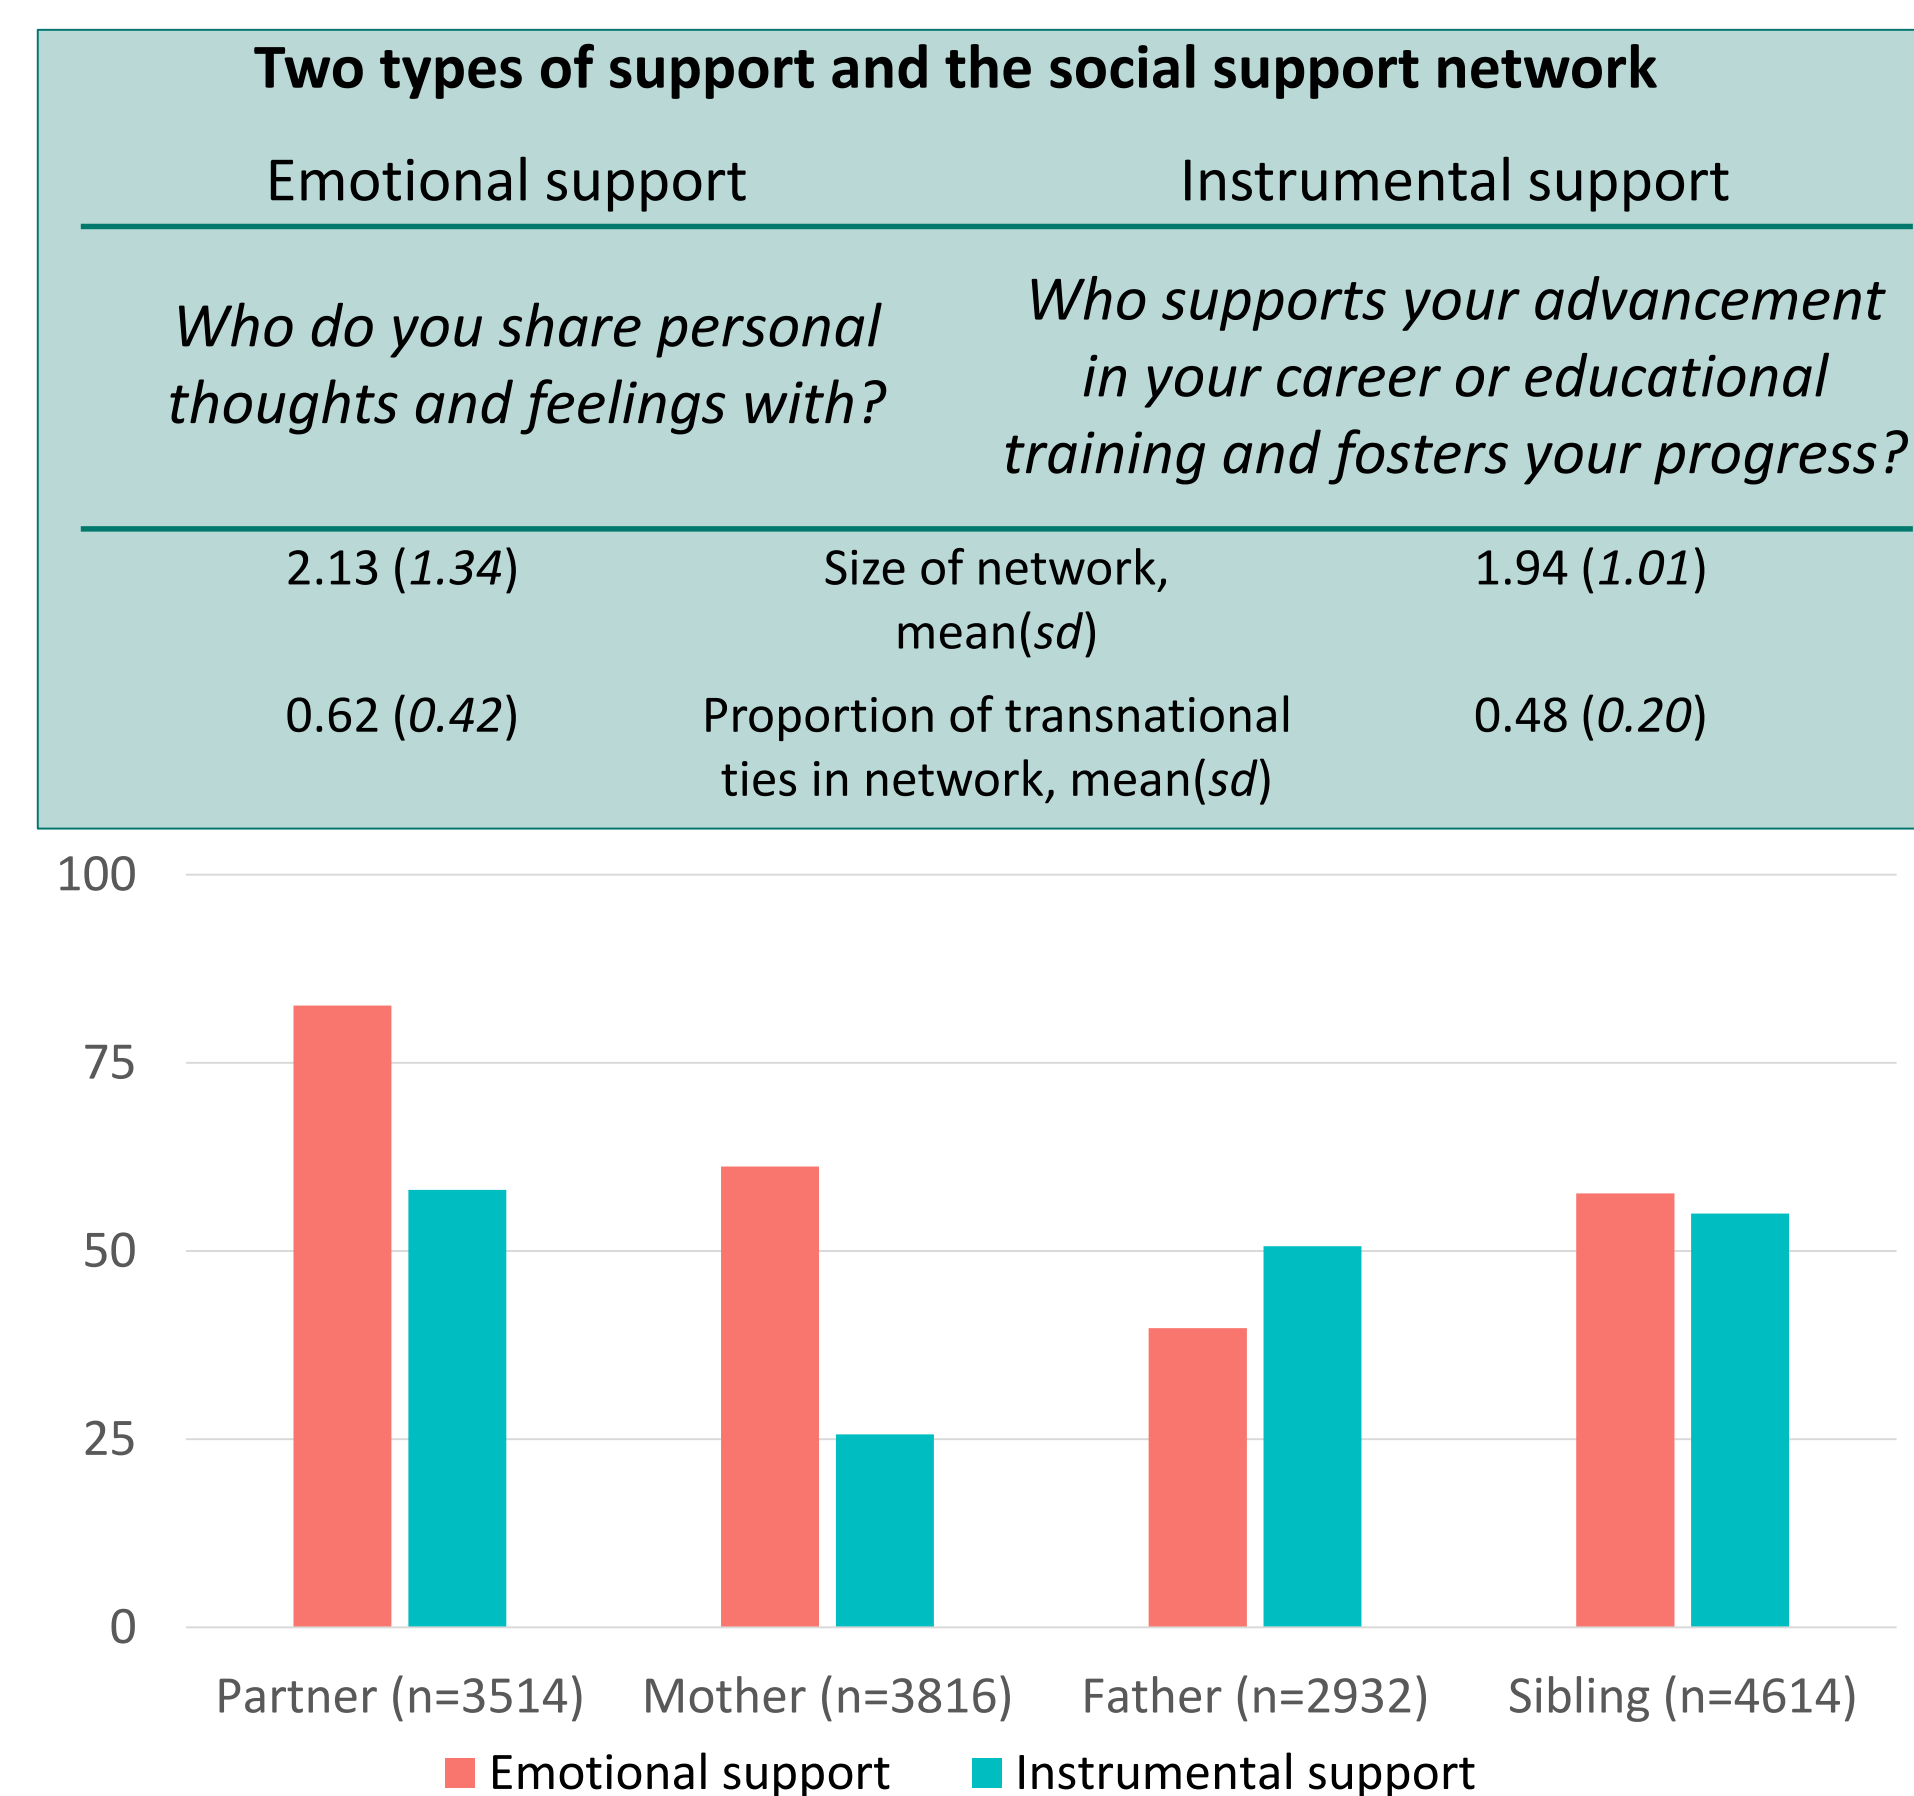 Two types of support and the social support network
Emotional support
Instrumental support
Who do you share personal
thoughts and feelings with?
Who supports your advancement
in your career or educational
training and fosters your progress?
2.13 (1.34)
Size of network,
mean(sd)
1.94 (1.01)
0.62 (0.42)
Proportion of transnational
ties in network, mean(sd)
0.48 (0.20)
100
75
50
25
0
Partner (n=3514)
Mother (n=3816)
Father (n=2932)
Sibling (n=4614)
Emotional support
Instrumental support